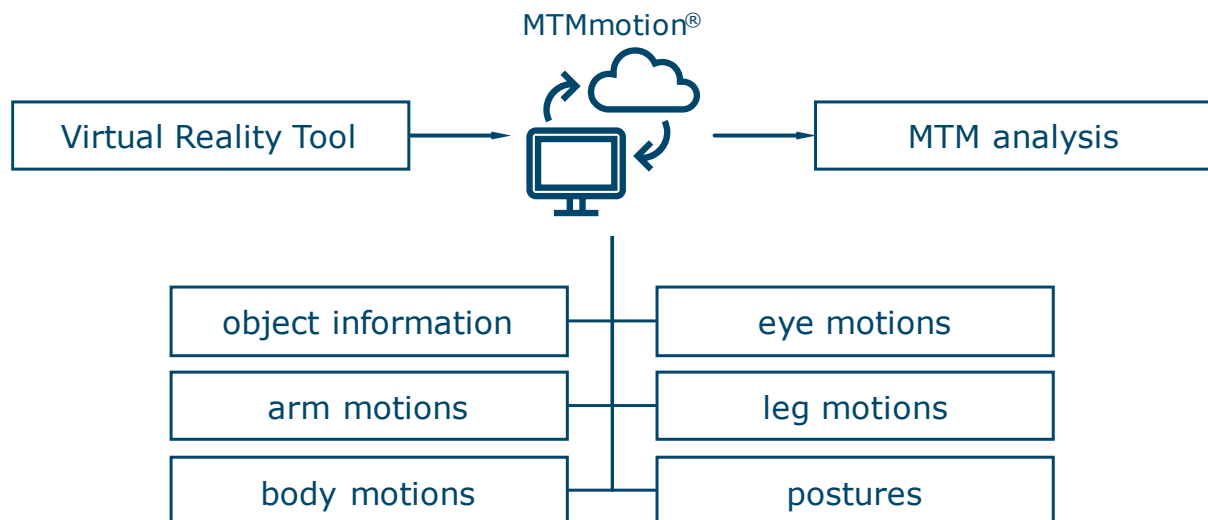 MTMmotion®
Virtual Reality Tool
MTM analysis
object information
eye motions
arm motions
leg motions
body motions
postures